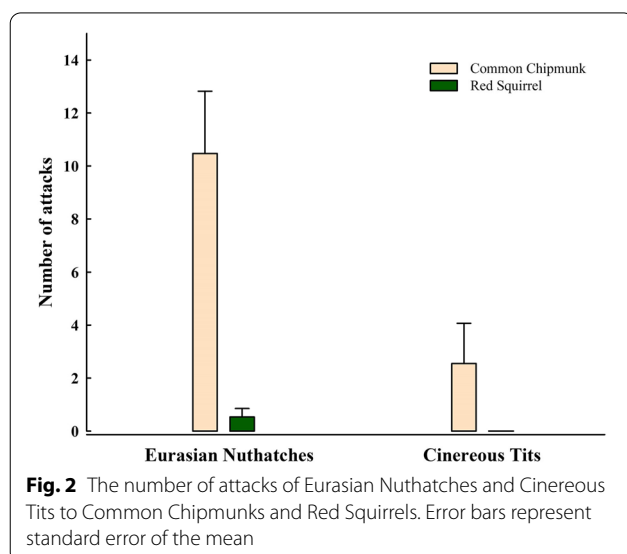 14
12
10
8
6
4
2
0
Number of attacks
Common Chipmunk
Red Squirrel
Eurasian Nuthatches
Cinereous Tits
Fig. 2 The number of attacks of Eurasian Nuthatches and Cinereous
Tits to Common Chipmunks and Red Squirrels. Error bars represent
standard error of the mean